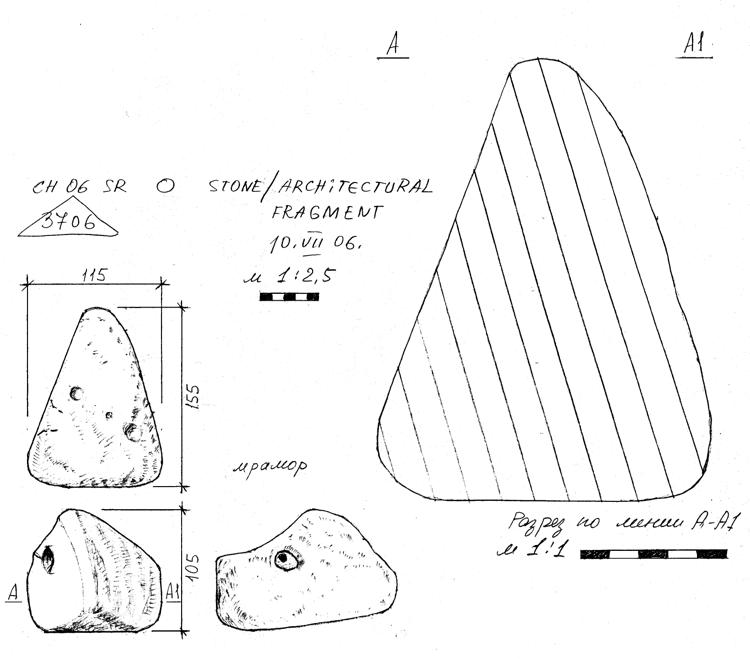 A A1
CH 06 SR O STONE/ARCHITECTURAL
FRAGMENT
3706
10.VII 06.
м 1:2,5
115
155
мрамор
105
A A1
Разрез по линии A-A1
м 1:1